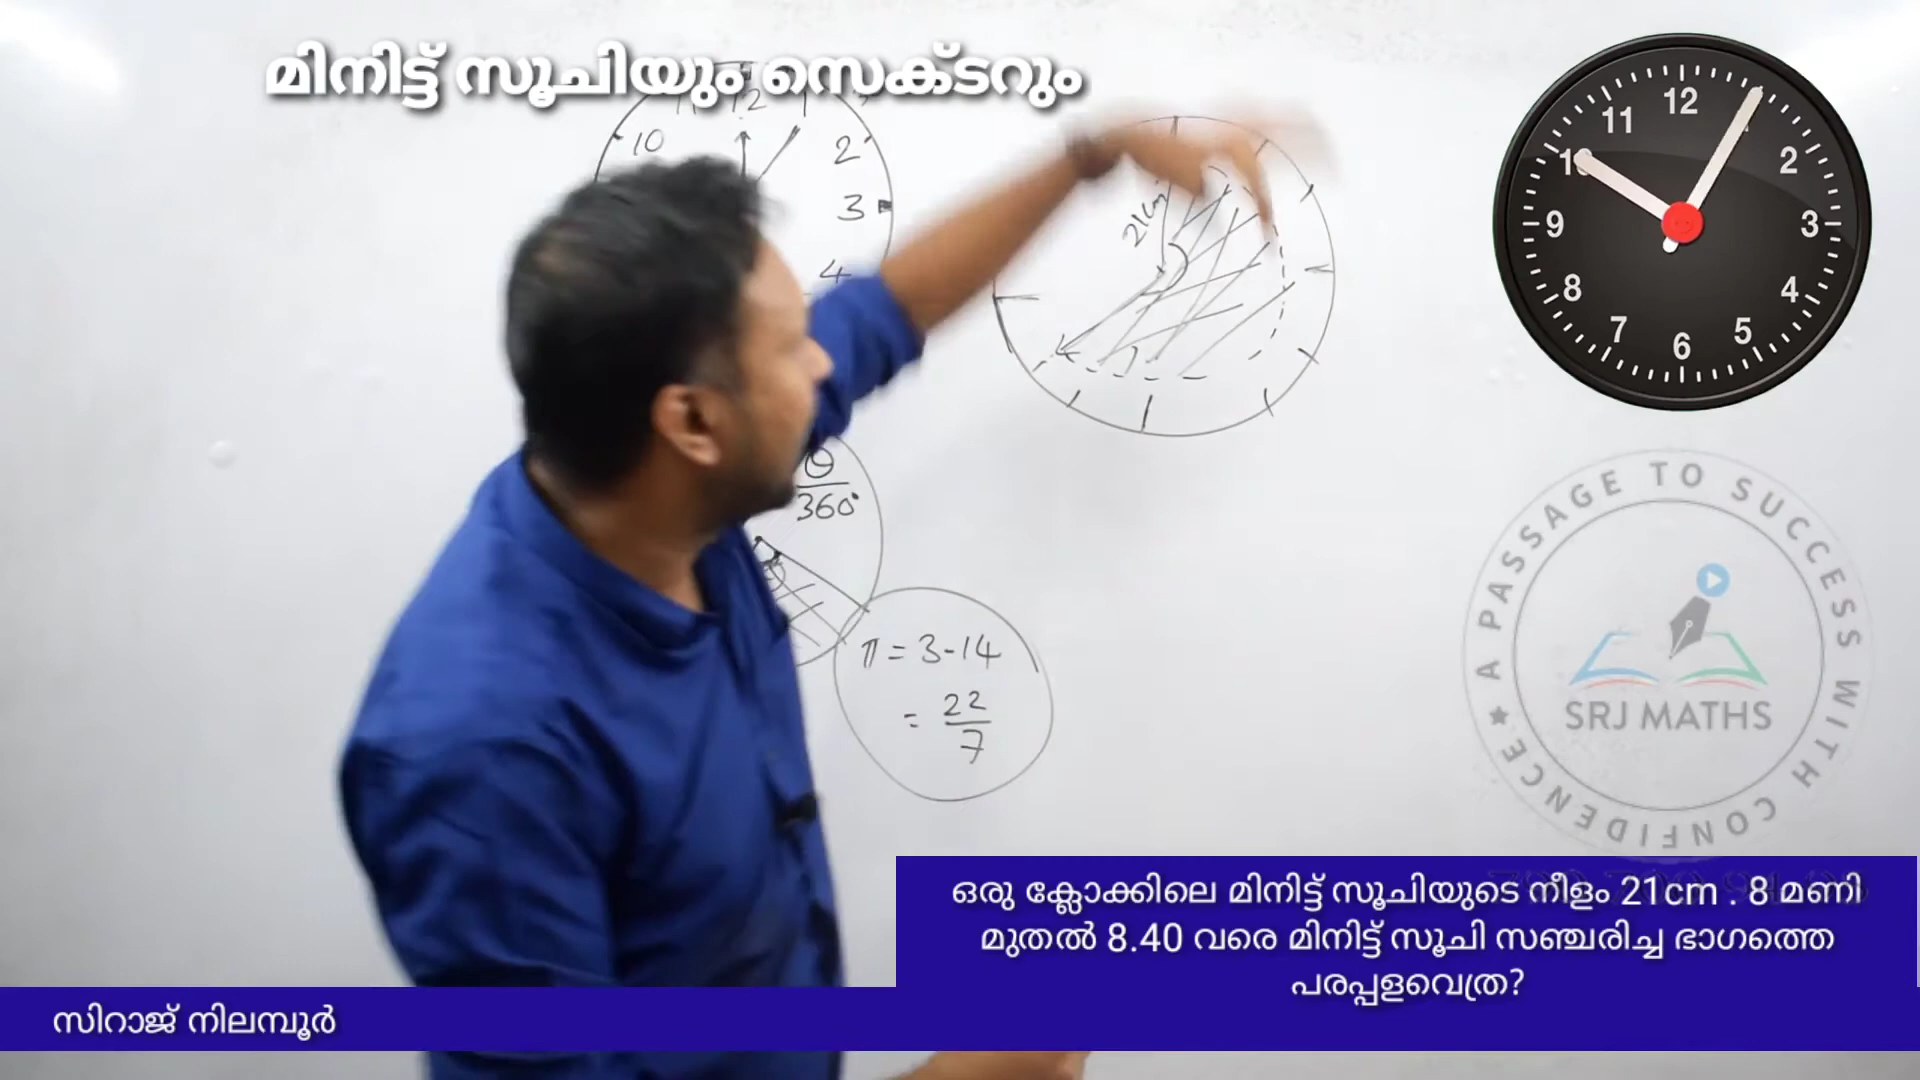 മിനിട്ട് സൂചിയും സെക്ടറും
12
11
10
9
8
7
6
5
4
3
2
12
10
2
3
4
21cm
θ
360°
π = 3-14
= 22
7
A PASSAGE TO SUCCESS WITH CONFIDENCE
SRJ MATHS
ഒരു ക്ലോക്കിലെ മിനിട്ട് സൂചിയുടെ നീളം 21cm . 8 മണി
മുതൽ 8.40 വരെ മിനിട്ട് സൂചി സഞ്ചരിച്ച ഭാഗത്തെ
പരപ്പളവെത്ര?
സിറാജ് നിലമ്പൂർ